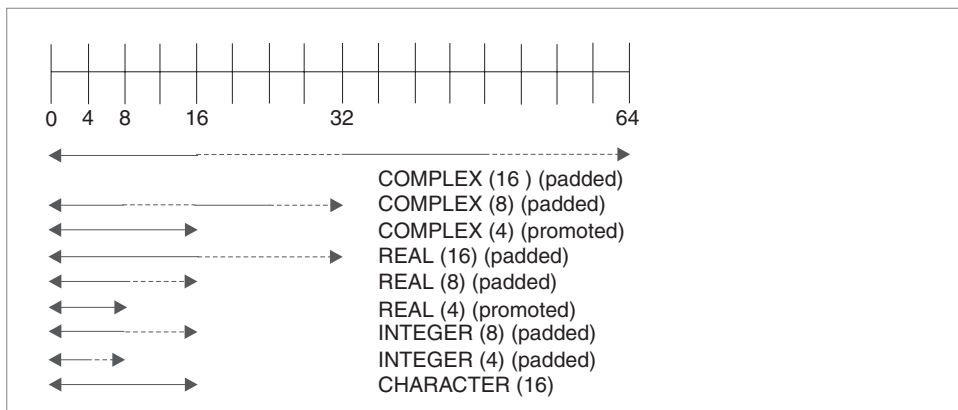 0 4 8 16 32 64
COMPLEX (16 ) (padded)
COMPLEX (8) (padded)
COMPLEX (4) (promoted)
REAL (16) (padded)
REAL (8) (padded)
REAL (4) (promoted)
INTEGER (8) (padded)
INTEGER (4) (padded)
CHARACTER (16)